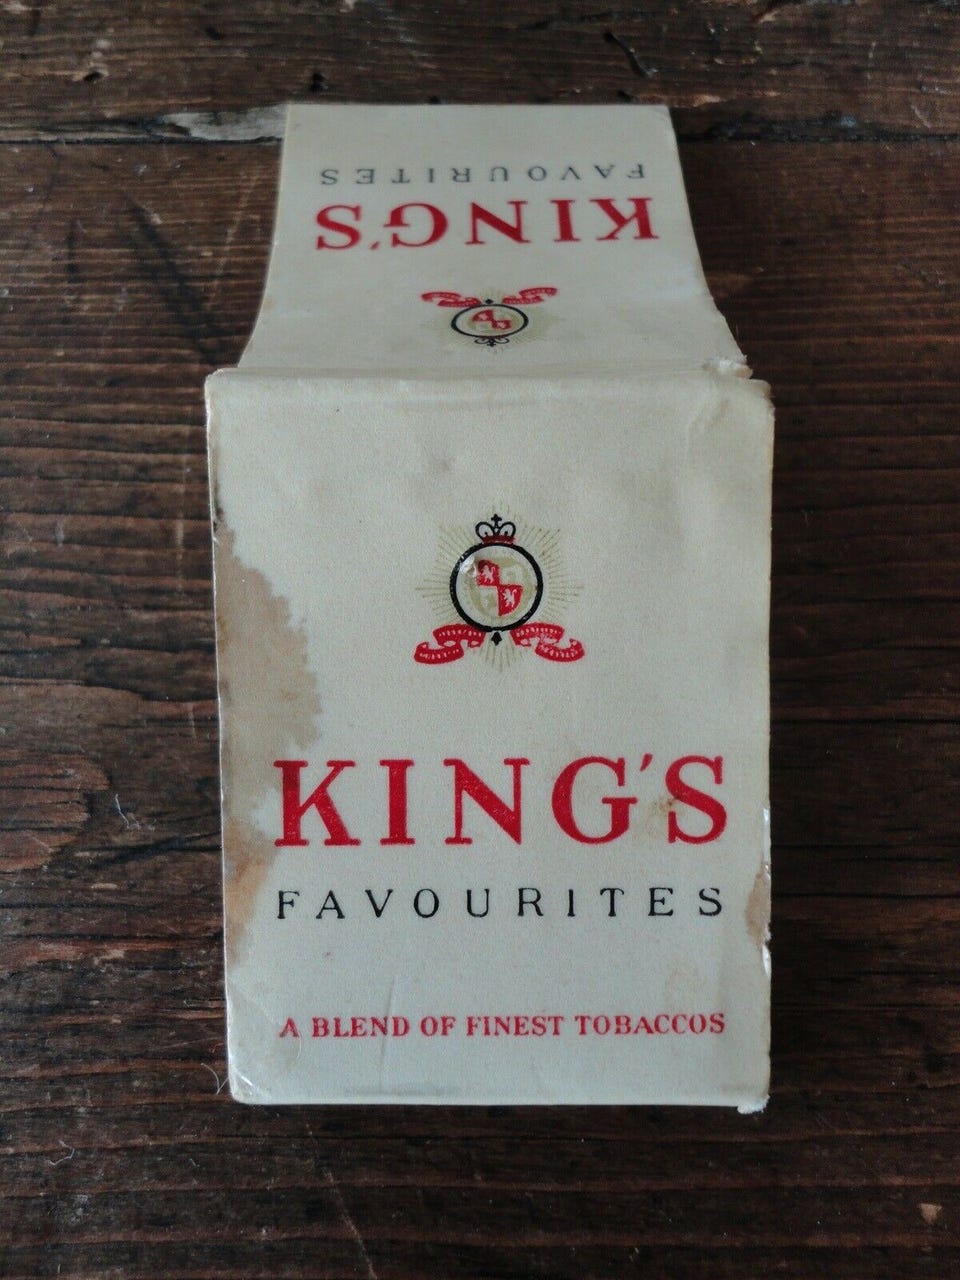 FAVOURITES
KING'S
KING'S
FAVOURITES
A BLEND OF FINEST TOBACCOS